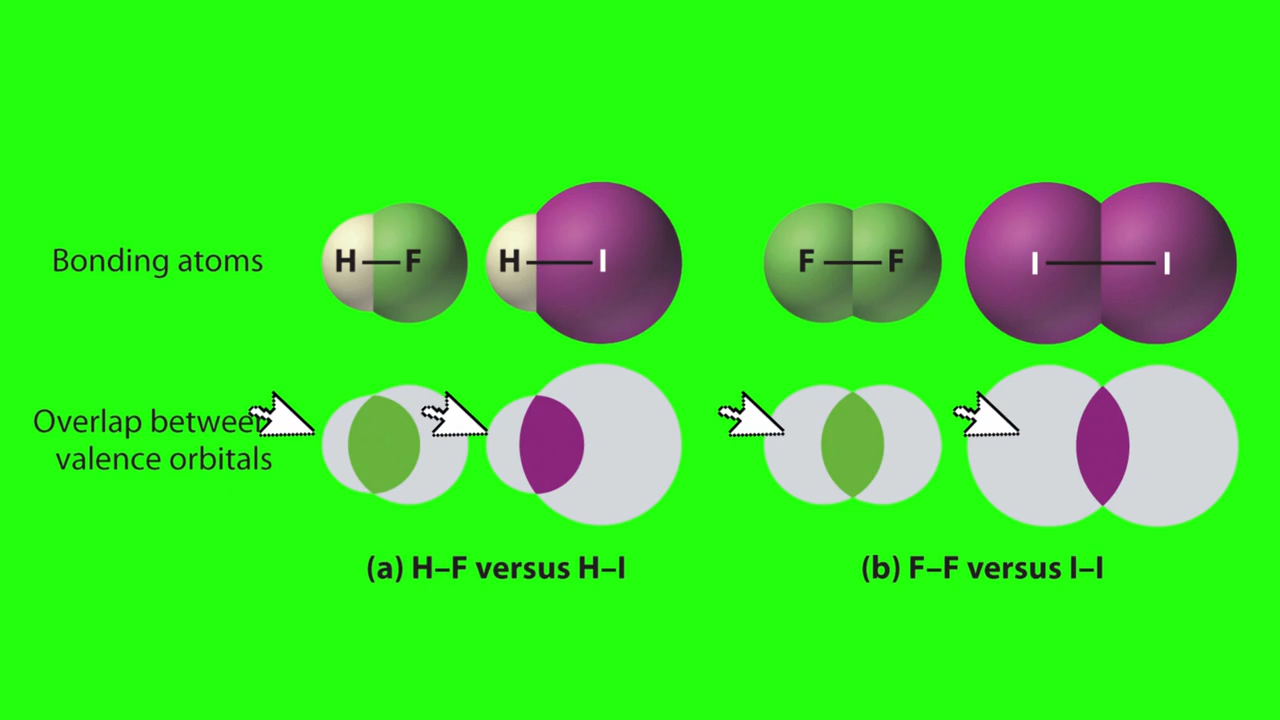 Bonding atoms
H F
H I
F F
I I
Overlap between
valence orbitals
(a) H–F versus H–I
(b) F–F versus I–I